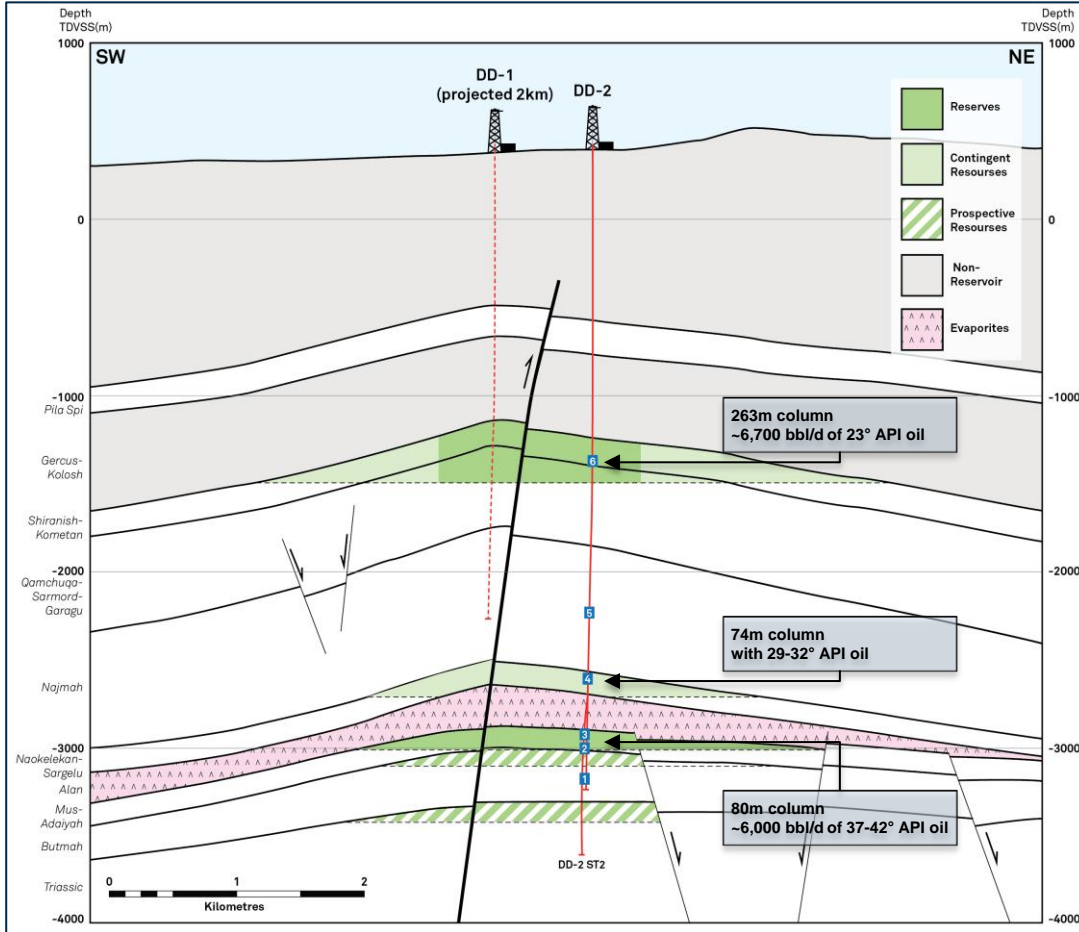 Depth
TDVSS(m)
Depth
TDVSS(m)
1000
1000
SW
NE
DD-1
(projected 2km)
DD-2
Reserves
Contingent
Resourses
Prospective
Resourses
Non-
Reservoir
Evaporites
0
0
-1000
-1000
Pila Spi
263m column
~6,700 bbl/d of 23° API oil
Gercus-
Kolosh
6
Shiranish-
Kometan
-2000
-2000
Qamchuqa-
Sarmord-
Garagu
5
74m column
with 29-32° API oil
4
Najmah
3
2
-3000
-3000
Naokelekan-
Sargelu
1
Alan
Mus-
Adaiyah
80m column
~6,000 bbl/d of 37-42° API oil
Butmah
DD-2 ST2
Triassic
0
1
2
Kilometres
-4000
-4000